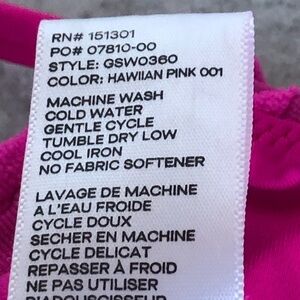 RN# 151301
PO# 07810-00
STYLE: GSW0360
COLOR: HAWIIAN PINK 001
MACHINE WASH
COLD WATER
GENTLE CYCLE
TUMBLE DRY LOW
COOL IRON
NO FABRIC SOFTENER
LAVAGE DE MACHINE
A L'EAU FROIDE
CYCLE DOUX
SECHER EN MACHINE
CYCLE DELICAT
REPASSER À FROID
NE PAS UTILISER
D'ADOUCISSEUR